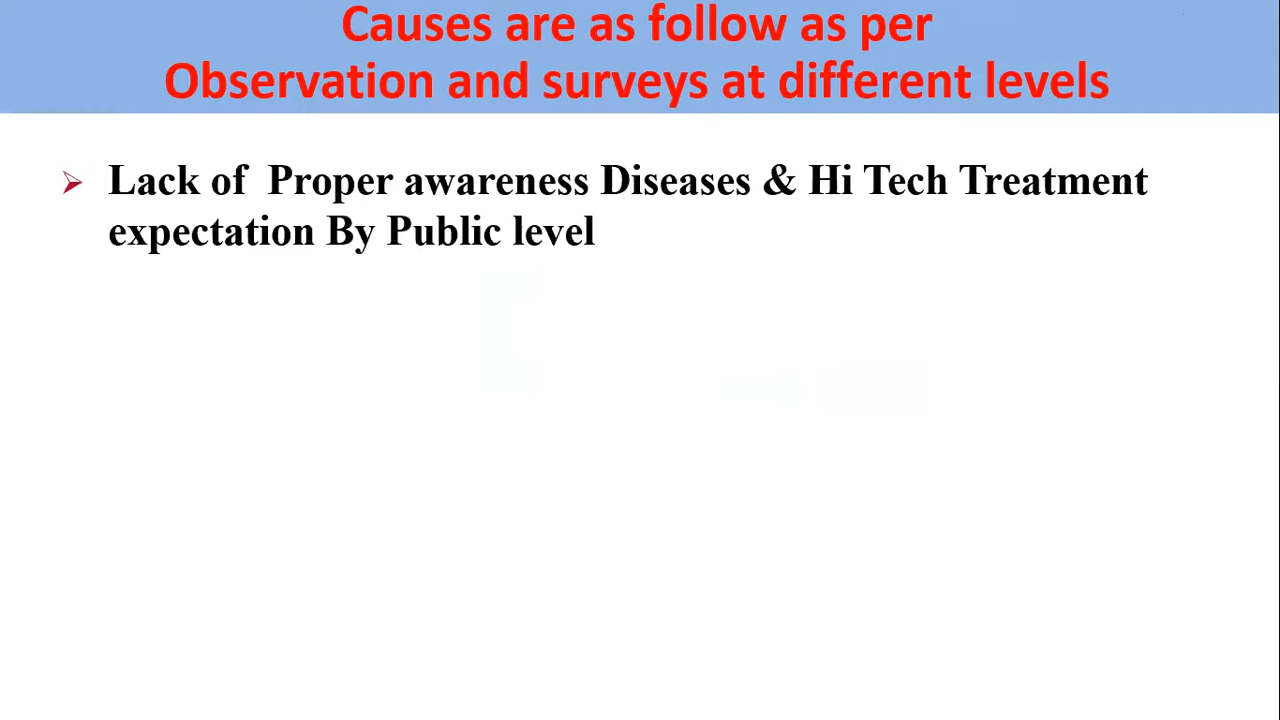 Causes are as follow as per
Observation and surveys at different levels
Lack of  Proper awareness Diseases & Hi Tech Treatment
expectation By Public level